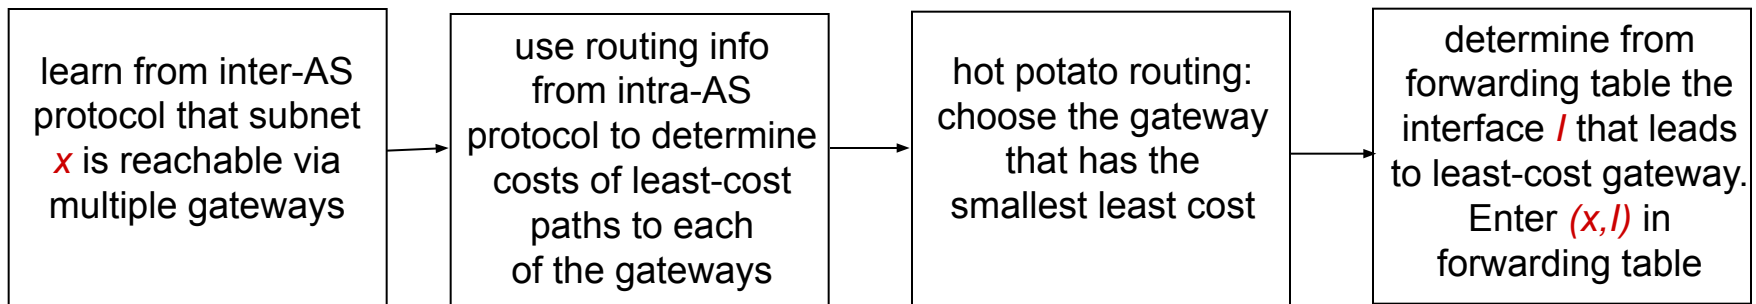 learn from inter-AS
protocol that subnet
x is reachable via
multiple gateways
use routing info
from intra-AS
protocol to determine
costs of least-cost
paths to each
of the gateways
hot potato routing:
choose the gateway
that has the
smallest least cost
determine from
forwarding table the
interface I that leads
to least-cost gateway.
Enter (x,I) in
forwarding table